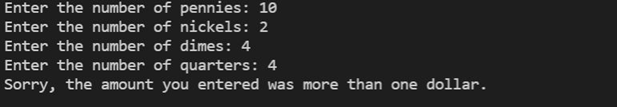 Enter the number of pennies: 10
Enter the number of nickels: 2
Enter the number of dimes: 4
Enter the number of quarters: 4
Sorry, the amount you entered was more than one dollar.